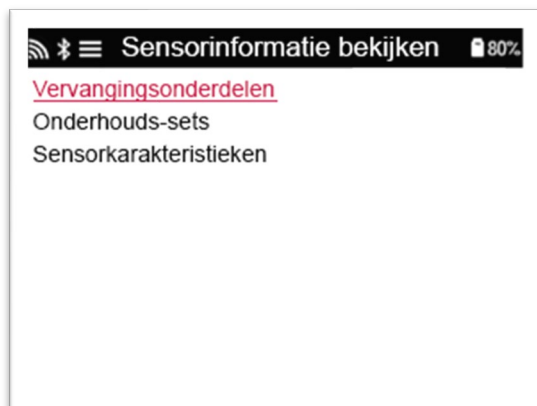 Sensorinformatie bekijken 80%
Vervangingsonderdelen
Onderhouds-sets
Sensorkarakteristieken